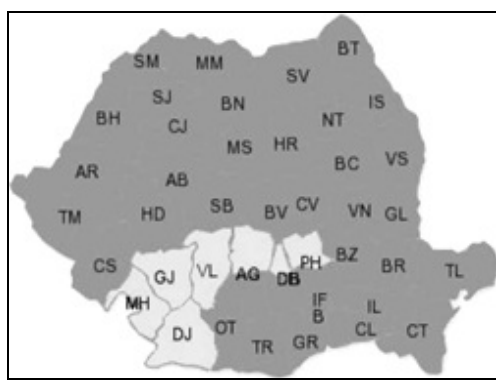 BT
SM MM
SV
SJ BN IS
BH CJ NT
MS HR
BC VS
AR AB
TM HD SB BV CV VN GL
CS GJ VL AG DB PH BZ BR TL
MH IF IL
DJ OT B CL CT
TR GR